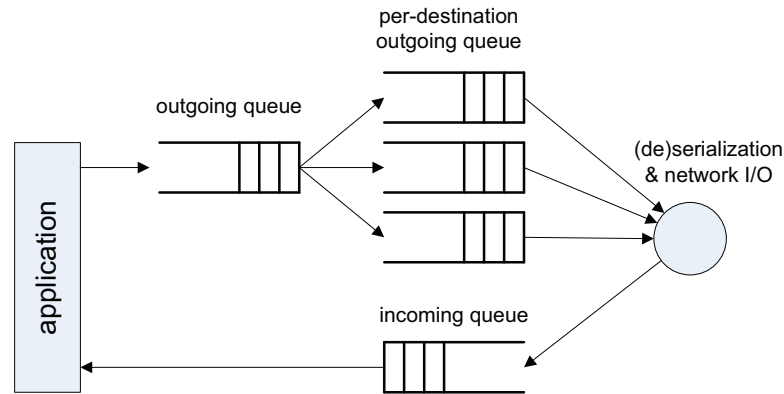 per-destination
outgoing queue
outgoing queue
(de)serialization
& network I/O
application
incoming queue